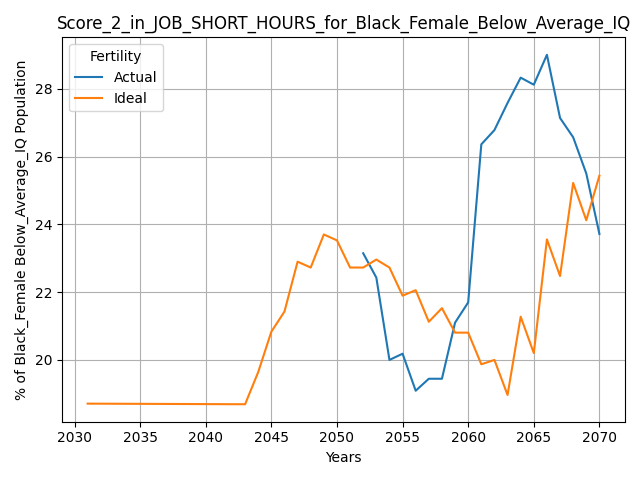 Score_2_in_JOB_SHORT_HOURS_for_Black_Female_Below_Average_IQ
Fertility
Actual
Ideal
% of Black_Female Below_Average_IQ Population
28
26
24
22
20
2030 2035 2040 2045 2050 2055 2060 2065 2070
Years